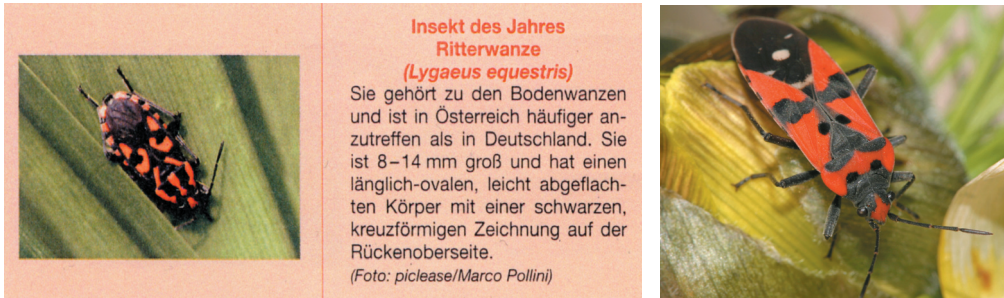 Insekt des Jahres
Ritterwanze
(Lygaeus equestris)
Sie gehört zu den Bodenwanzen
und ist in Österreich häufiger an-
zutreffen als in Deutschland. Sie
ist 8–14 mm groß und hat einen
länglich-ovalen, leicht abgeflach-
ten Körper mit einer schwarzen,
kreuzförmigen Zeichnung auf der
Rückenoberseite.
(Foto: piclease/Marco Pollini)